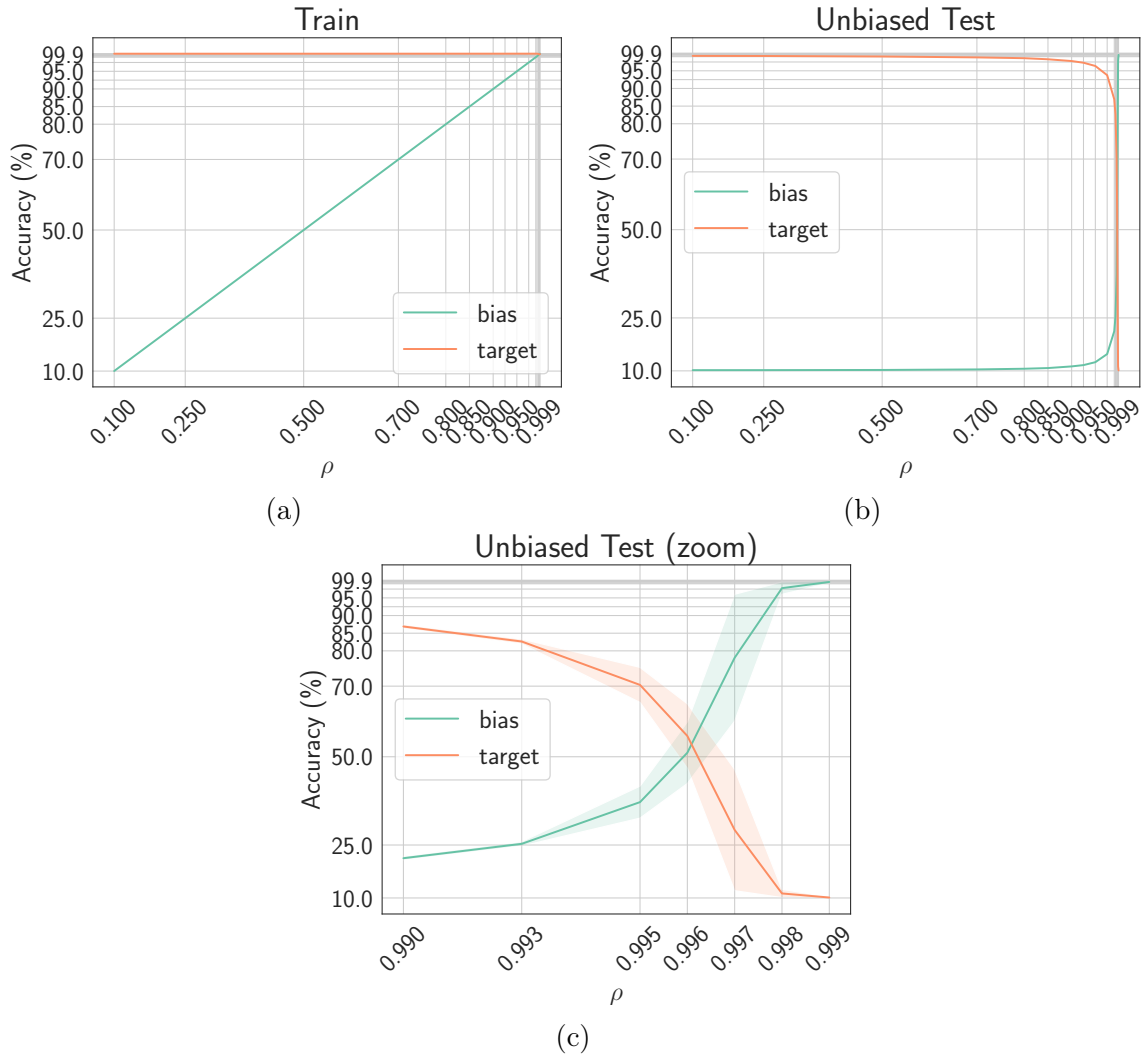 Train
99.9
95.0
90.0
85.0
80.0
70.0
50.0
25.0
10.0
Accuracy (%)
bias
target
0.100
0.250
0.500
0.700
0.800
0.850
0.900
0.950
0.999
ρ
(a)
Unbiased Test
99.9
95.0
90.0
85.0
80.0
70.0
50.0
25.0
10.0
Accuracy (%)
bias
target
0.100
0.250
0.500
0.700
0.800
0.850
0.900
0.950
0.999
ρ
(b)
Unbiased Test (zoom)
99.9
95.0
90.0
85.0
80.0
70.0
50.0
25.0
10.0
Accuracy (%)
bias
target
0.990
0.993
0.995
0.996
0.997
0.998
0.999
ρ
(c)